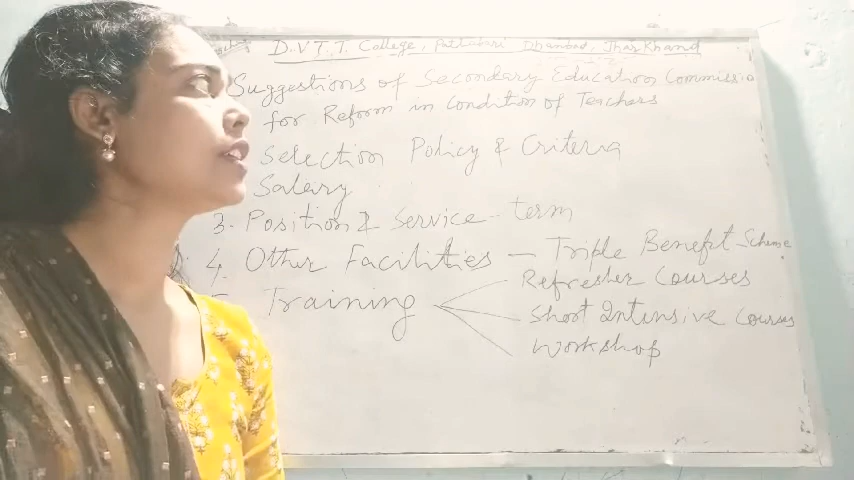 D.V.T.T. College, Dhanbad, Jharkhand
Suggestions of Secondary Education Commissio
for Reform in Condition of Teachers
Selection Policy & Criteria
Salary
3. Position & Service-term
4. Other Facilities — Triple Benefit Scheme
Refresher Courses
Training
Short Intensive Courses
Workshop